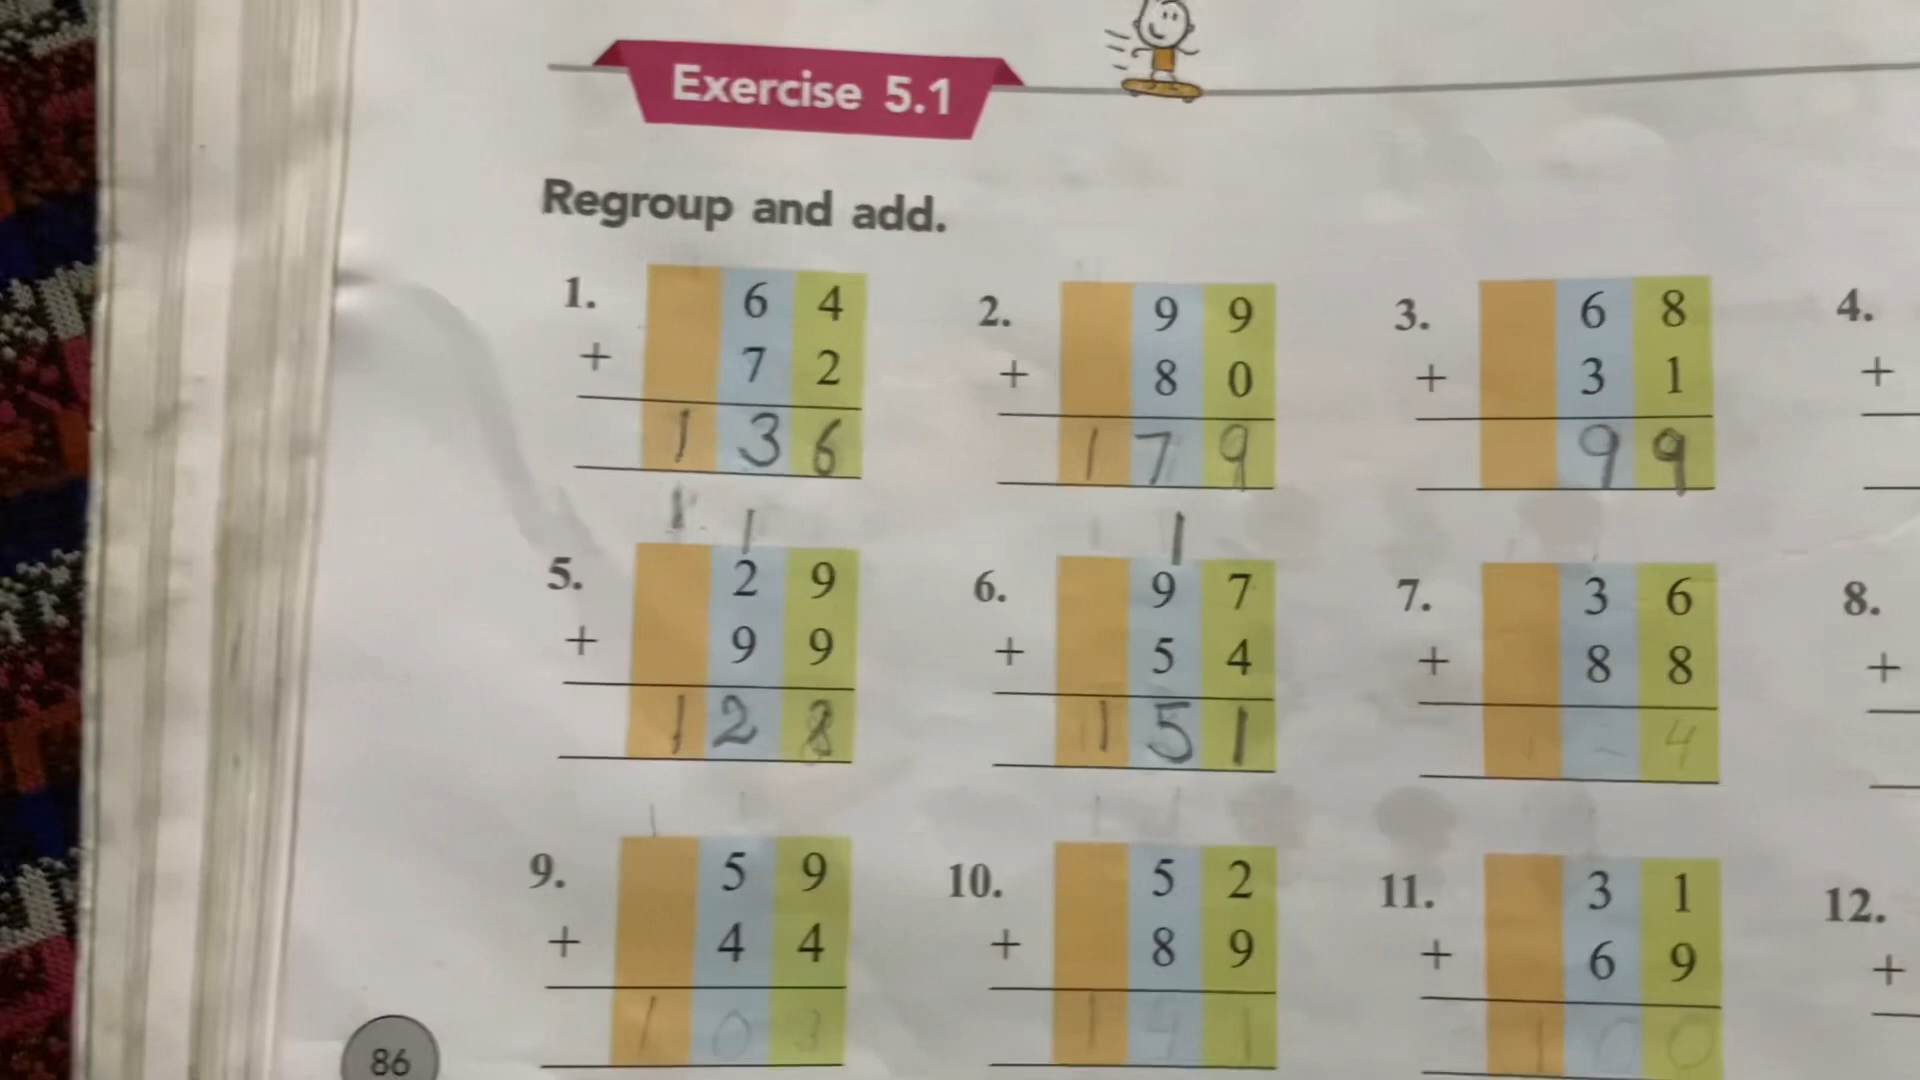 Exercise 5.1
Regroup and add.
1. 6 4 2. 9 9 3. 6 8 4.
+ 7 2 + 8 0 + 3 1 +
1 3 6 1 7 9 9 9
1 1 1
5. 2 9 6. 9 7 7. 3 6 8.
+ 9 9 + 5 4 + 8 8 +
1 2 8 1 5 1 4
1 1 1
9. 5 9 10. 5 2 11. 3 1 12.
+ 4 4 + 8 9 + 6 9 +
1 0 3 1 4 1 1 0 0
86